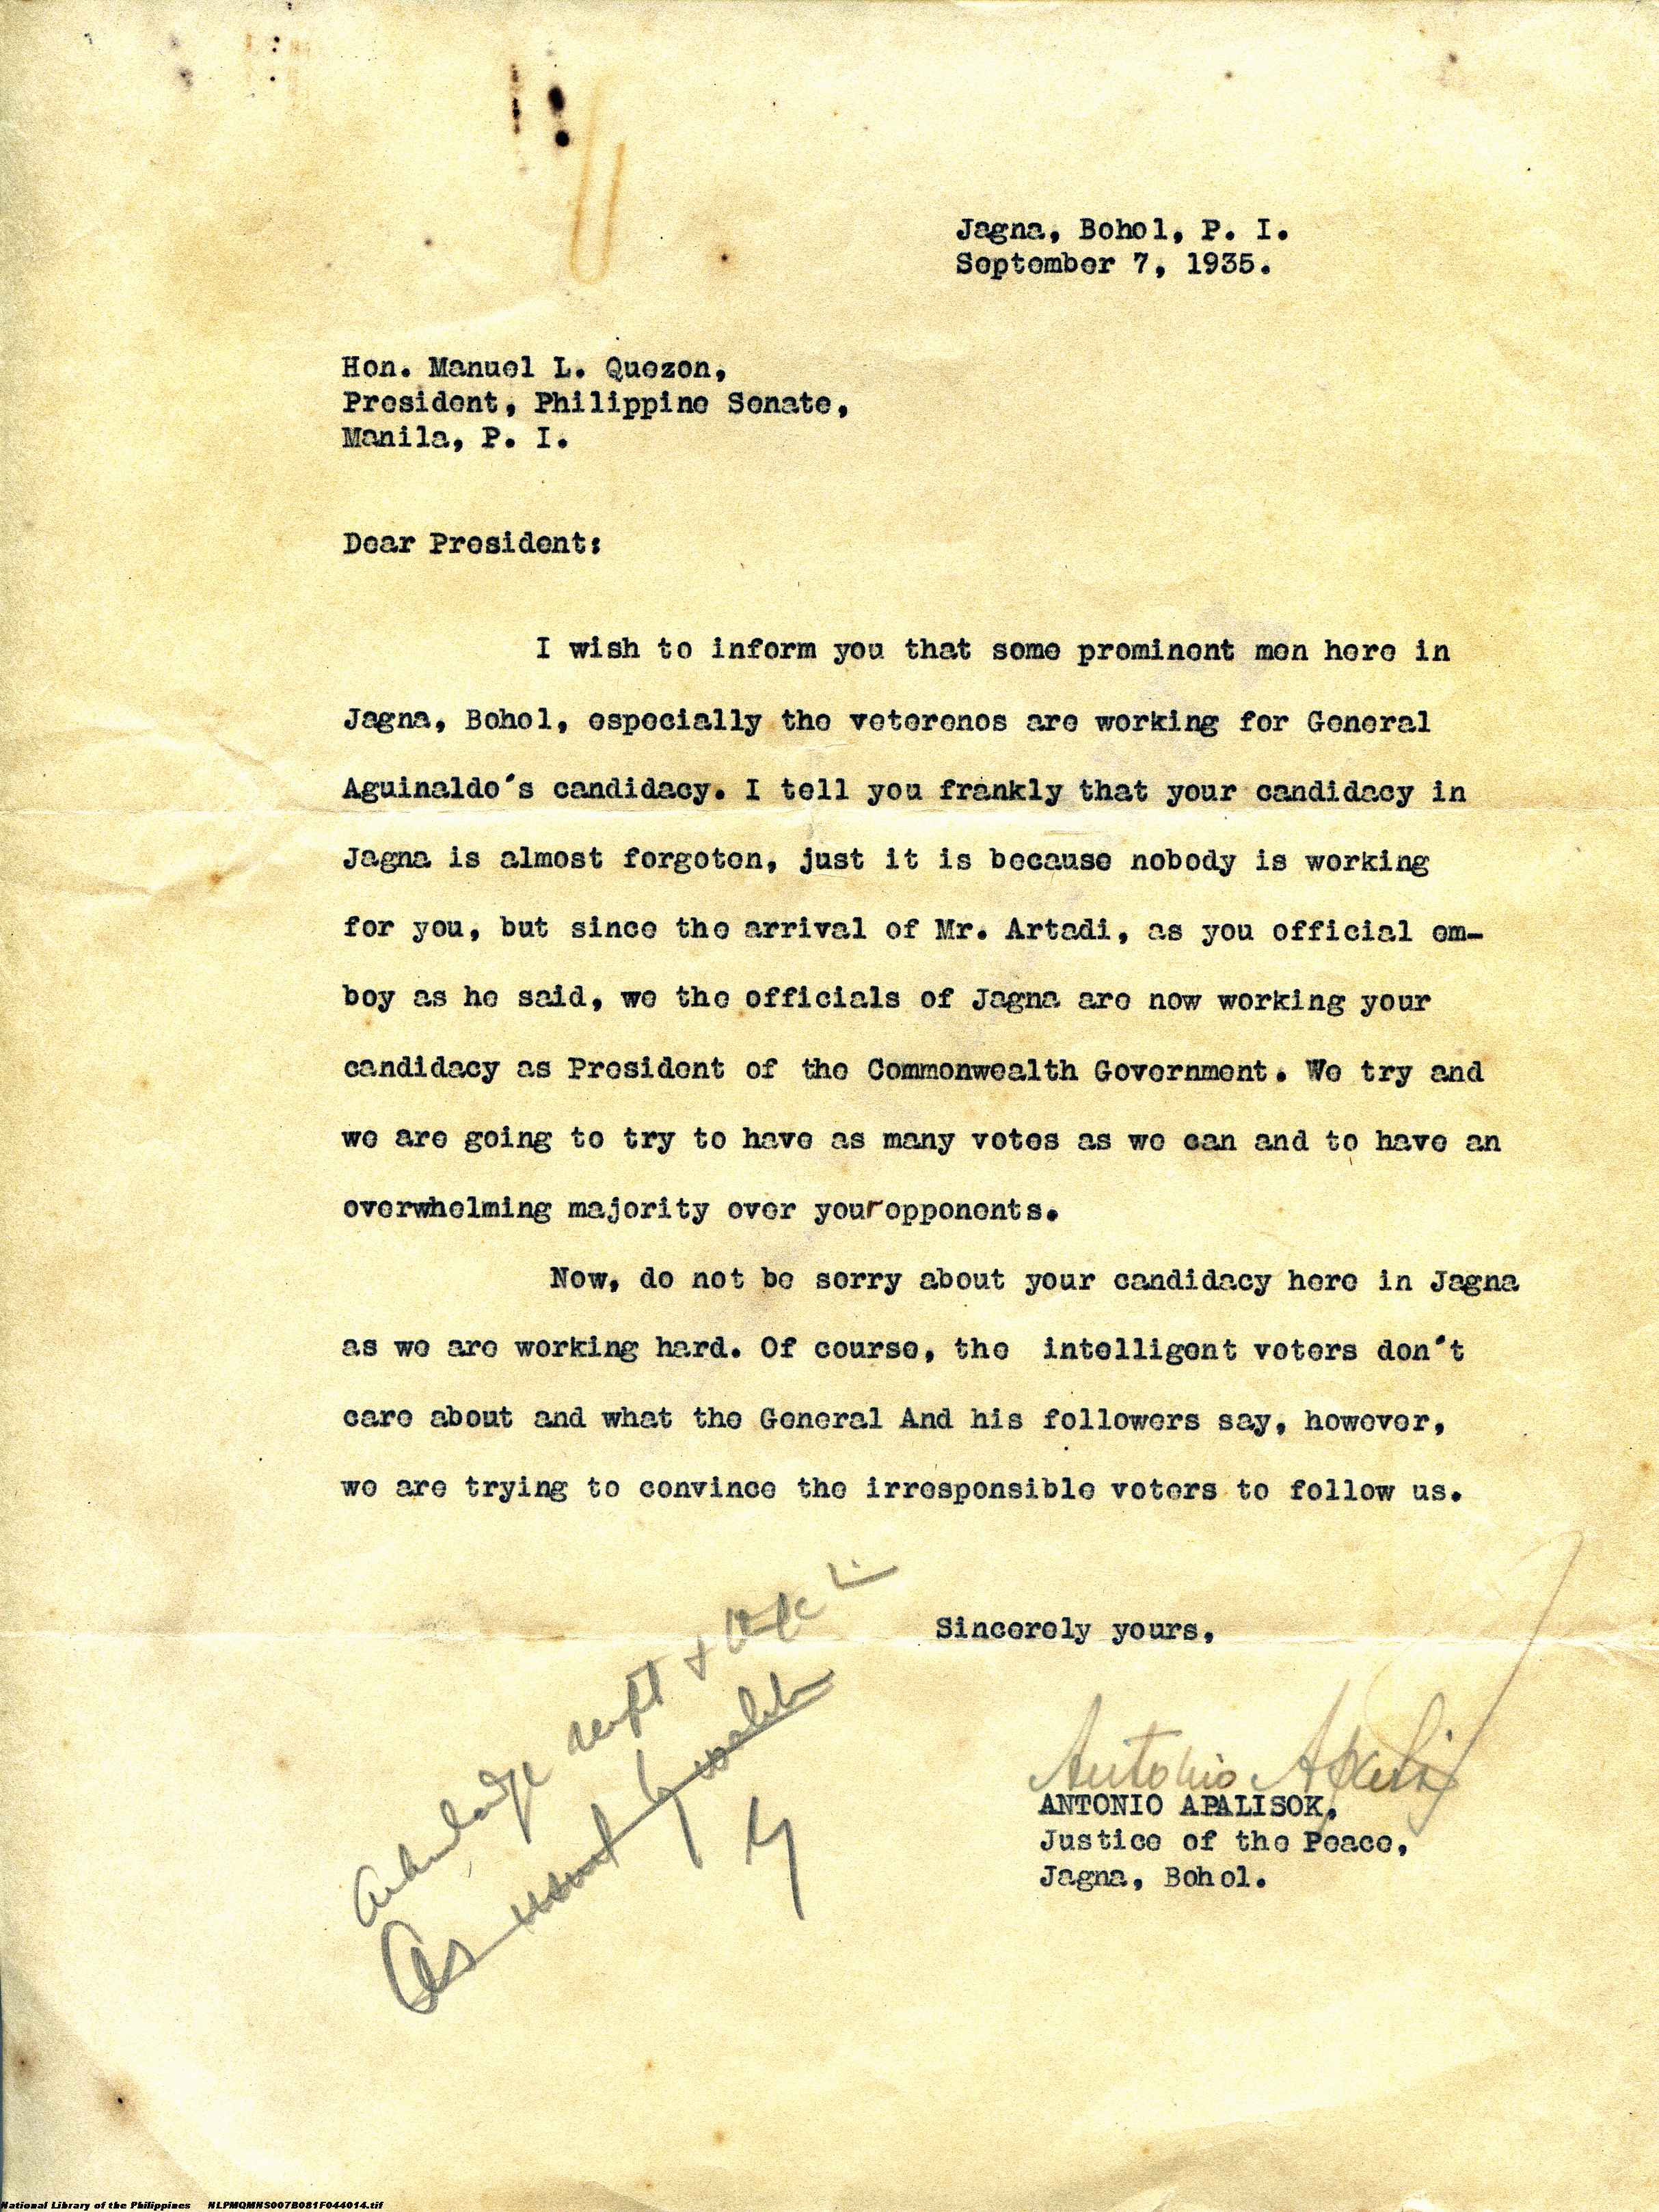 Jagna, Bohol, P. I.
September 7, 1935.
Hon. Manuel L. Quezon,
President, Philippine Senate,
Manila, P. I.
Dear President:
I wish to inform you that some prominent men here in
Jagna, Bohol, especially the veterenos are working for General
Aguinaldo's candidacy. I tell you frankly that your candidacy in
Jagna is almost forgoten, just it is because nobody is working
for you, but since the arrival of Mr. Artadi, as you official em-
boy as he said, we the officials of Jagna are now working your
candidacy as President of the Commonwealth Government. We try and
we are going to try to have as many votes as we can and to have an
overwhelming majority over your opponents.
Now, do not be sorry about your candidacy here in Jagna
as we are working hard. Of course, the intelligent voters don't
care about and what the General And his followers say, however,
we are trying to convince the irresponsible voters to follow us.
Sincerely yours,
Antonio Apalisok
ANTONIO APALISOK,
Justice of the Peace,
Jagna, Bohol.
As
National Library of the Philippines NLPMQMNS007B081F044014.tif